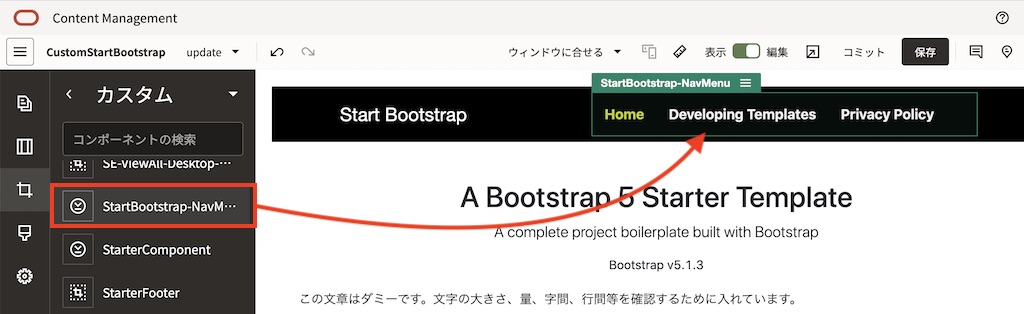 Content Management
CustomStartBootstrap update ウィンドウに合せる 表示 編集 コミット 保存
カスタム
コンポーネントの検索
SE-ViewAll-Desktop-…
StartBootstrap-NavM…
StarterComponent
StarterFooter
StartBootstrap-NavMenu
Start Bootstrap Home Developing Templates Privacy Policy
A Bootstrap 5 Starter Template
A complete project boilerplate built with Bootstrap
Bootstrap v5.1.3
この文章はダミーです。文字の大きさ、量、字間、行間等を確認するために入れています。